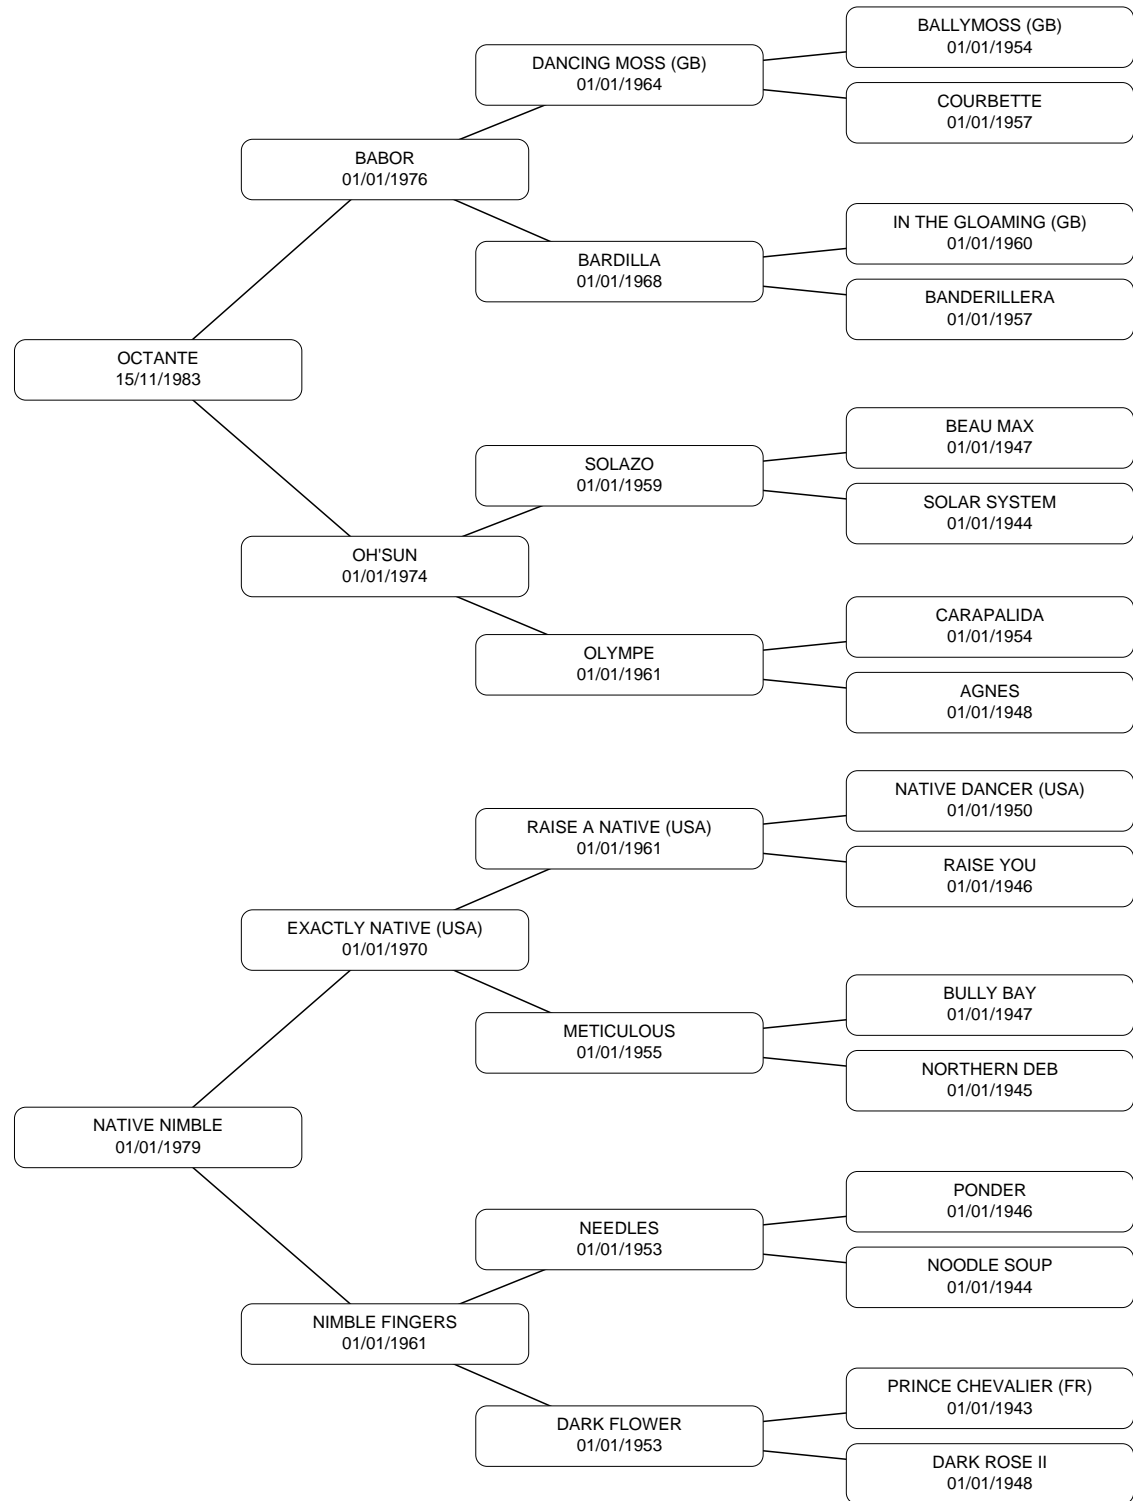 BALLYMOSS (GB)
01/01/1954
DANCING MOSS (GB)
01/01/1964
COURBETTE
01/01/1957
BABOR
01/01/1976
IN THE GLOAMING (GB)
01/01/1960
BARDILLA
01/01/1968
BANDERILLERA
01/01/1957
OCTANTE
15/11/1983
BEAU MAX
01/01/1947
SOLAZO
01/01/1959
SOLAR SYSTEM
01/01/1944
OH'SUN
01/01/1974
CARAPALIDA
01/01/1954
OLYMPE
01/01/1961
AGNES
01/01/1948
NATIVE DANCER (USA)
01/01/1950
RAISE A NATIVE (USA)
01/01/1961
RAISE YOU
01/01/1946
EXACTLY NATIVE (USA)
01/01/1970
BULLY BAY
01/01/1947
METICULOUS
01/01/1955
NORTHERN DEB
01/01/1945
NATIVE NIMBLE
01/01/1979
PONDER
01/01/1946
NEEDLES
01/01/1953
NOODLE SOUP
01/01/1944
NIMBLE FINGERS
01/01/1961
PRINCE CHEVALIER (FR)
01/01/1943
DARK FLOWER
01/01/1953
DARK ROSE II
01/01/1948